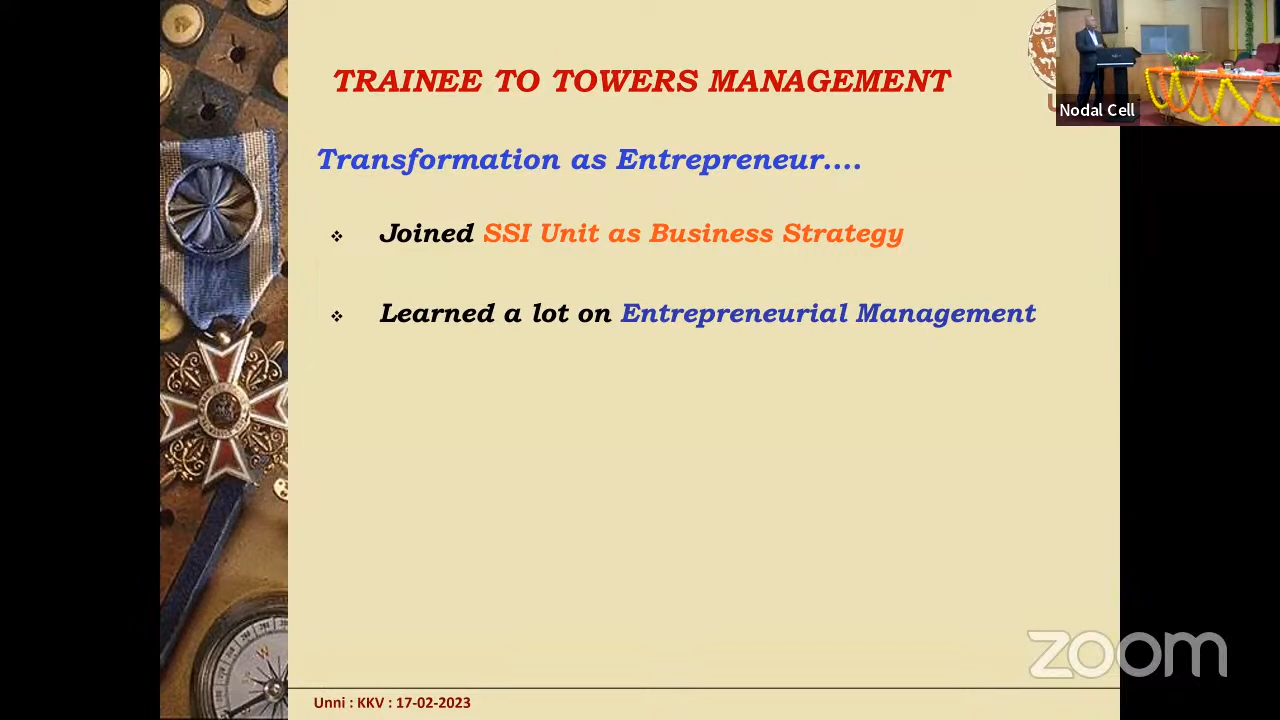 TRAINEE TO TOWERS MANAGEMENT
Nodal Cell
Transformation as Entrepreneur....
Joined SSI Unit as Business Strategy
Learned a lot on Entrepreneurial Management
zoom
Unni : KKV : 17-02-2023